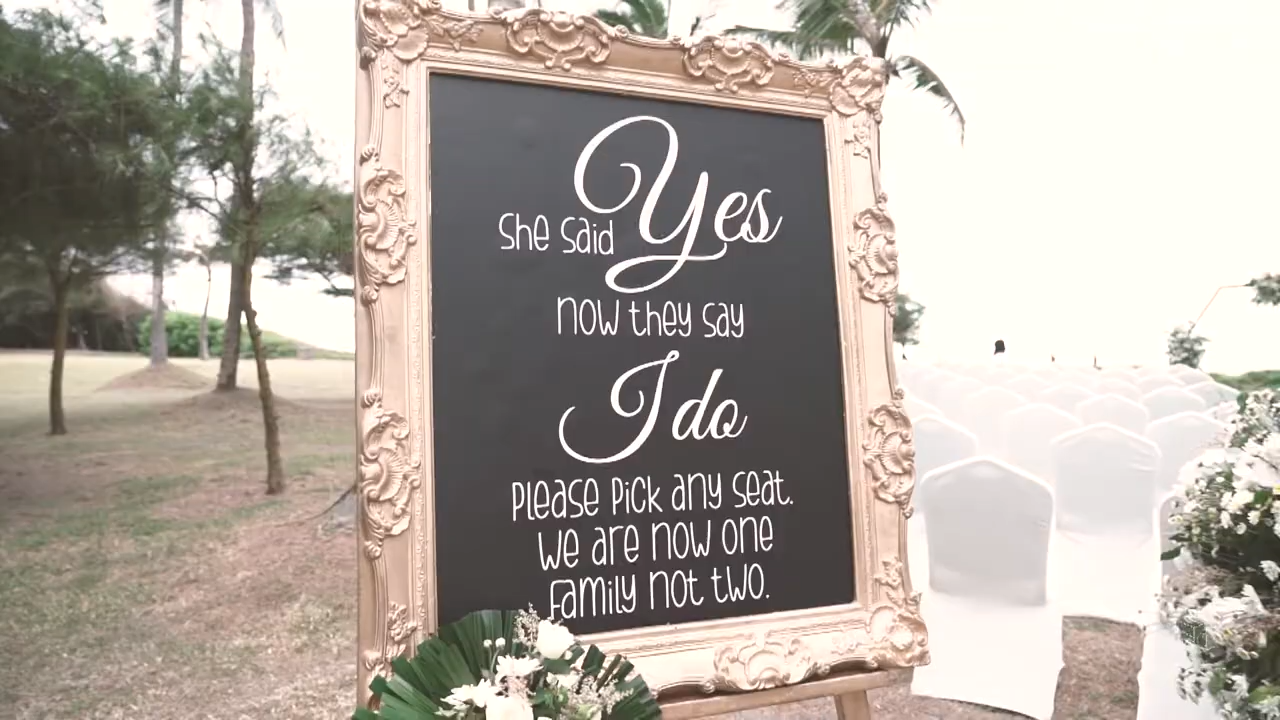 She said Yes
now they say
I do
Please pick any seat.
We are now one
family not two.